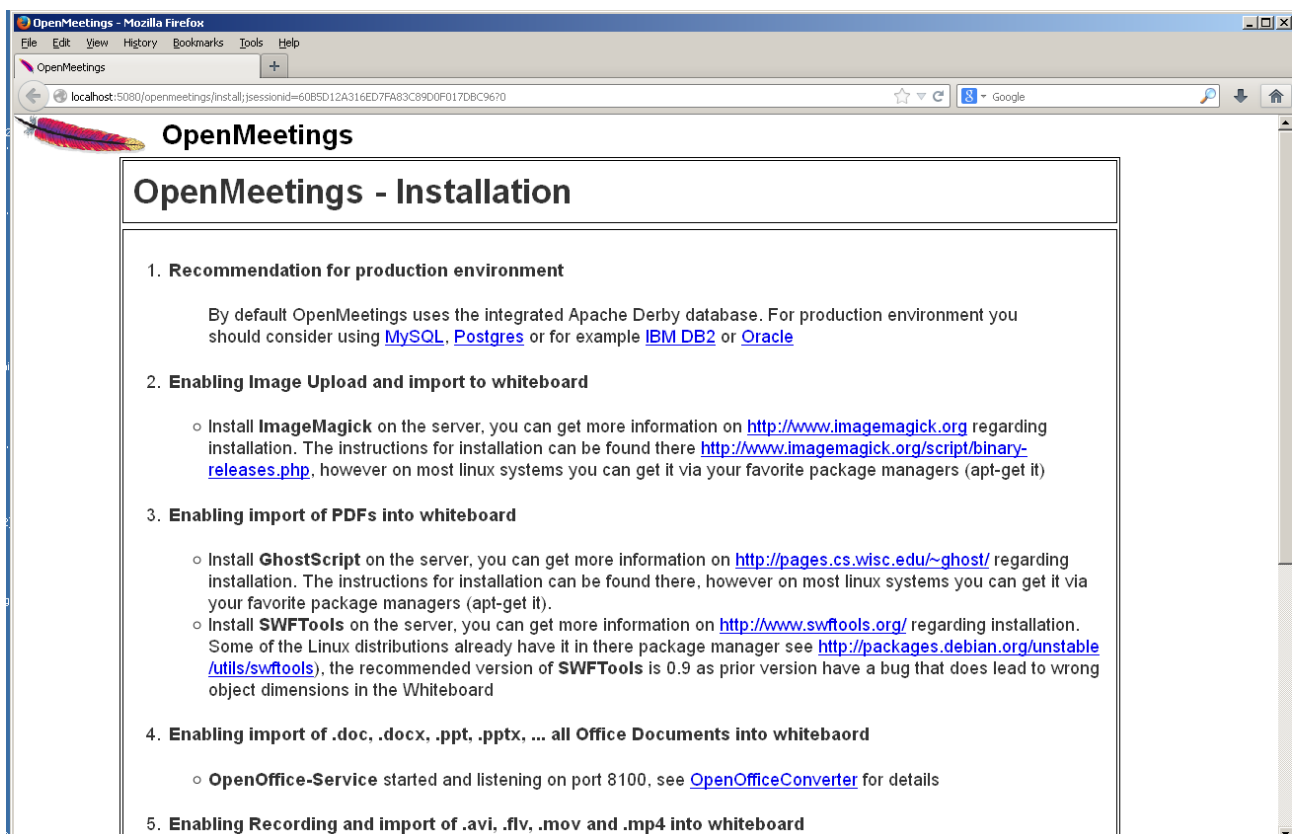 OpenMeetings - Mozilla Firefox
File Edit View History Bookmarks Tools Help
OpenMeetings
localhost:5080/openmeetings/install;jsessionid=60B5D12A316ED7FA83C89D0F017DBC96?0
Google
OpenMeetings
OpenMeetings - Installation
1. Recommendation for production environment
By default OpenMeetings uses the integrated Apache Derby database. For production environment you
should consider using MySQL, Postgres or for example IBM DB2 or Oracle
2. Enabling Image Upload and import to whiteboard
Install ImageMagick on the server, you can get more information on http://www.imagemagick.org regarding
installation. The instructions for installation can be found there http://www.imagemagick.org/script/binary-
releases.php, however on most linux systems you can get it via your favorite package managers (apt-get it)
3. Enabling import of PDFs into whiteboard
Install GhostScript on the server, you can get more information on http://pages.cs.wisc.edu/~ghost/ regarding
installation. The instructions for installation can be found there, however on most linux systems you can get it via
your favorite package managers (apt-get it).
Install SWFTools on the server, you can get more information on http://www.swftools.org/ regarding installation.
Some of the Linux distributions already have it in there package manager see http://packages.debian.org/unstable
/utils/swftools), the recommended version of SWFTools is 0.9 as prior version have a bug that does lead to wrong
object dimensions in the Whiteboard
4. Enabling import of .doc, .docx, .ppt, .pptx, ... all Office Documents into whitebaord
OpenOffice-Service started and listening on port 8100, see OpenOfficeConverter for details
5. Enabling Recording and import of .avi, .flv, .mov and .mp4 into whiteboard